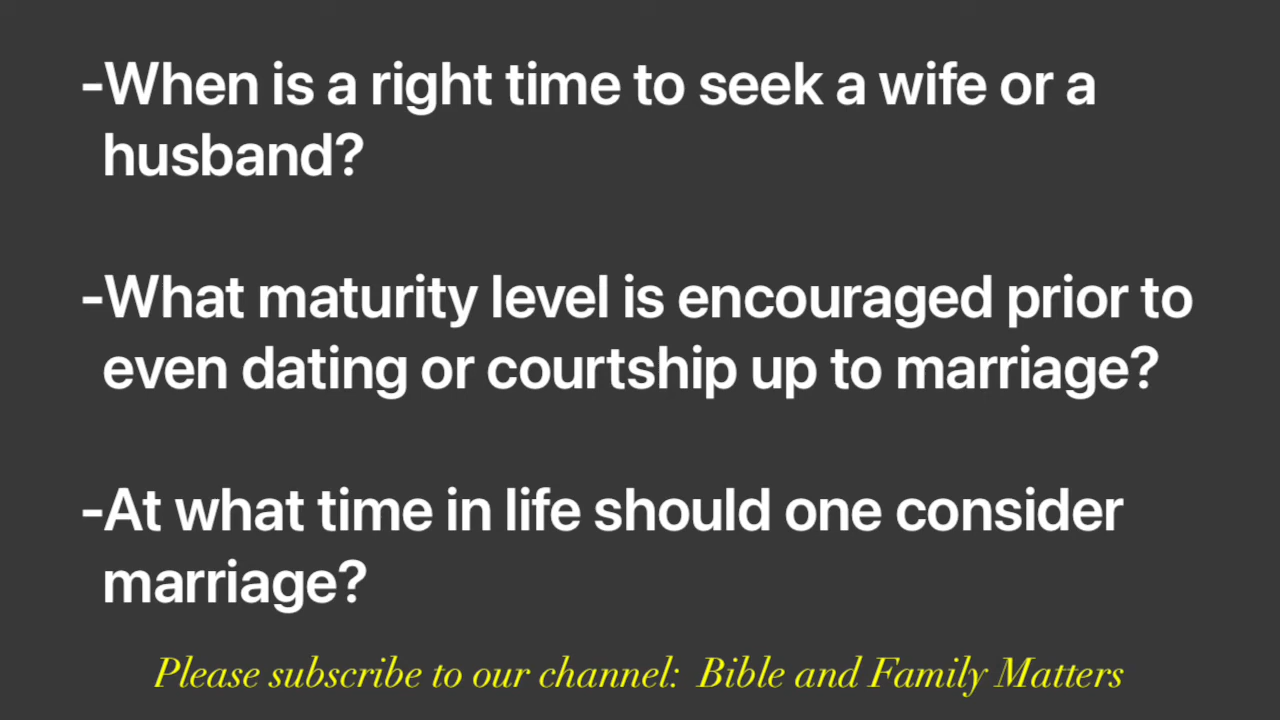 -When is a right time to seek a wife or a
husband?
-What maturity level is encouraged prior to
even dating or courtship up to marriage?
-At what time in life should one consider
marriage?
Please subscribe to our channel: Bible and Family Matters